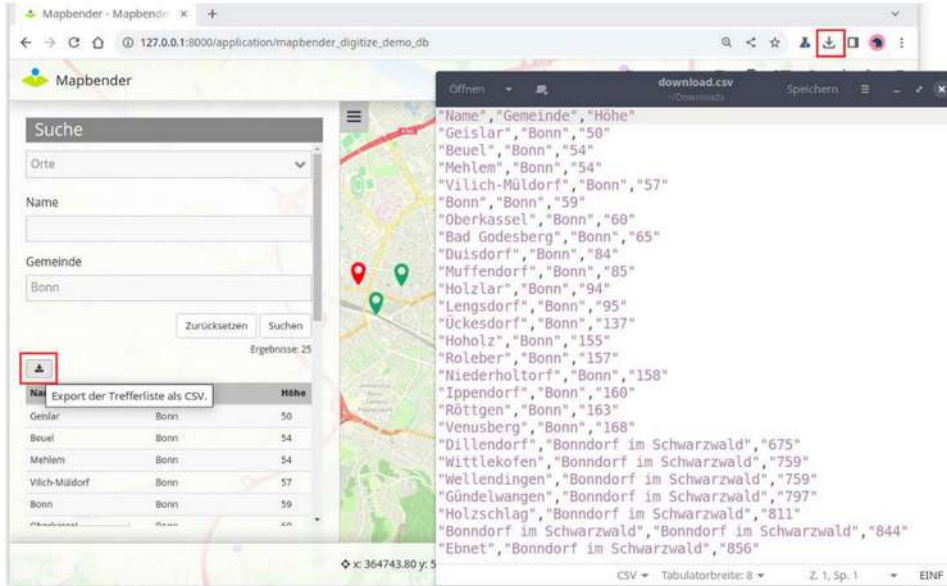 Mapbender - Mapbende
127.0.0.1:8000/application/mapbender_digitize_demo_db
Mapbender
Suche
Orte
Name
Gemeinde
Bonn
Zurücksetzen Suchen
Ergebnisse: 25
Export der Trefferliste als CSV.
Na Höhe
Geislar Bonn 50
Beuel Bonn 54
Mehlem Bonn 54
Vilich-Müldorf Bonn 57
Bonn Bonn 59
Oberkassel Bonn 60
x: 364743.80 y: 5
Öffnen download.csv Speichern
~/Downloads
"Name","Gemeinde","Höhe"
"Geislar","Bonn","50"
"Beuel","Bonn","54"
"Mehlem","Bonn","54"
"Vilich-Müldorf","Bonn","57"
"Bonn","Bonn","59"
"Oberkassel","Bonn","60"
"Bad Godesberg","Bonn","65"
"Duisdorf","Bonn","84"
"Muffendorf","Bonn","85"
"Holzlar","Bonn","94"
"Lengsdorf","Bonn","95"
"Ückesdorf","Bonn","137"
"Hoholz","Bonn","155"
"Roleber","Bonn","157"
"Niederholtorf","Bonn","158"
"Ippendorf","Bonn","160"
"Röttgen","Bonn","163"
"Venusberg","Bonn","168"
"Dillendorf","Bonndorf im Schwarzwald","675"
"Wittlekofen","Bonndorf im Schwarzwald","759"
"Wellendingen","Bonndorf im Schwarzwald","759"
"Gündelwangen","Bonndorf im Schwarzwald","797"
"Holzschlag","Bonndorf im Schwarzwald","811"
"Bonndorf im Schwarzwald","Bonndorf im Schwarzwald","844"
"Ebnet","Bonndorf im Schwarzwald","856"
CSV Tabulatorbreite: 8 Z. 1, Sp. 1 EINF